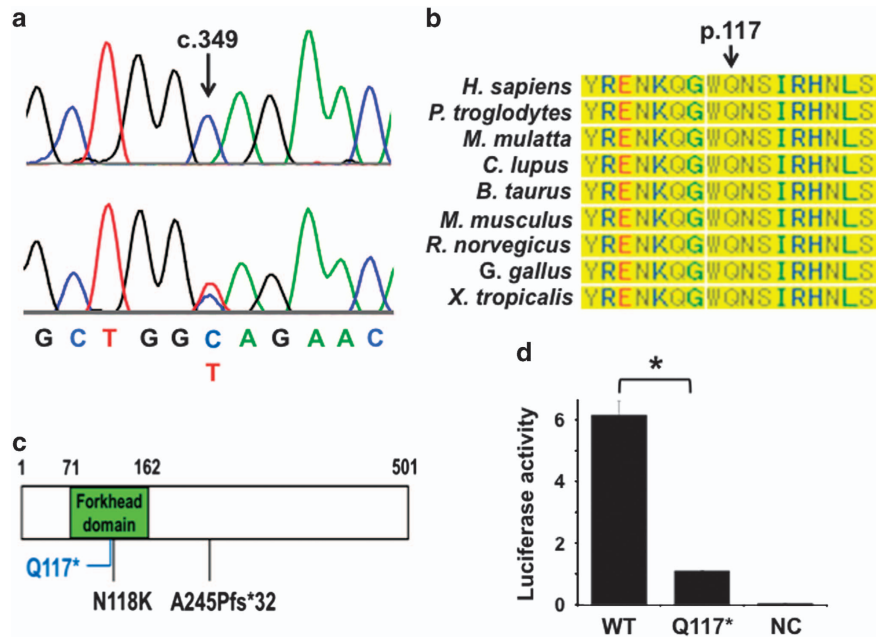 a
c.349
G C T G G C A G A A C
T
b
p.117
H. sapiens YRENKQGWQNSIRHNLS
P. troglodytes YRENKQGWQNSIRHNLS
M. mulatta YRENKQGWQNSIRHNLS
C. lupus YRENKQGWQNSIRHNLS
B. taurus YRENKQGWQNSIRHNLS
M. musculus YRENKQGWQNSIRHNLS
R. norvegicus YRENKQGWQNSIRHNLS
G. gallus YRENKQGWQNSIRHNLS
X. tropicalis YRENKQGWQNSIRHNLS
c
1 71 162 501
Forkhead
domain
Q117*
N118K A245Pfs*32
d
*
Luciferase activity
6
4
2
0
WT Q117* NC